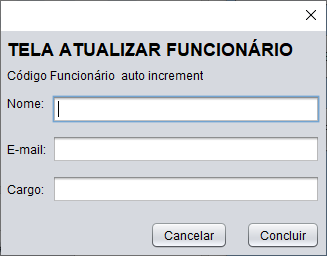 TELA ATUALIZAR FUNCIONÁRIO
Código Funcionário auto increment
Nome:
E-mail:
Cargo:
Cancelar Concluir